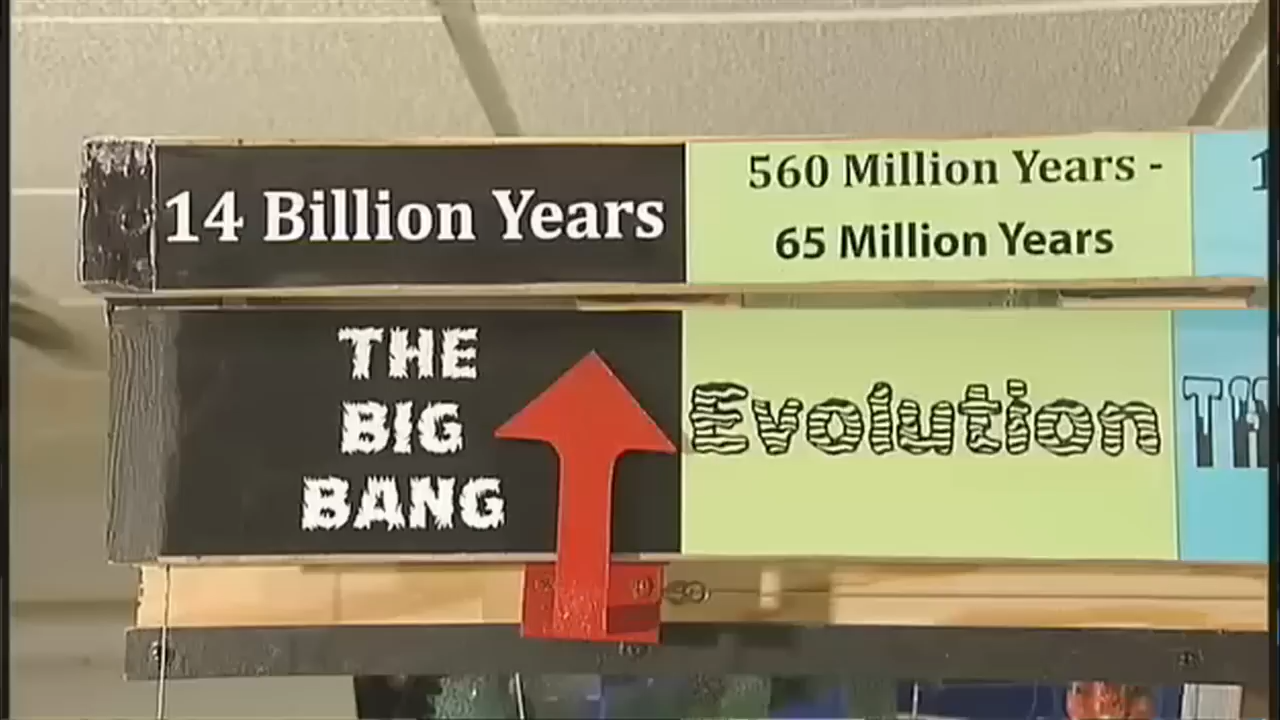 14 Billion Years
560 Million Years -
65 Million Years
THE
BIG
BANG
Evolution